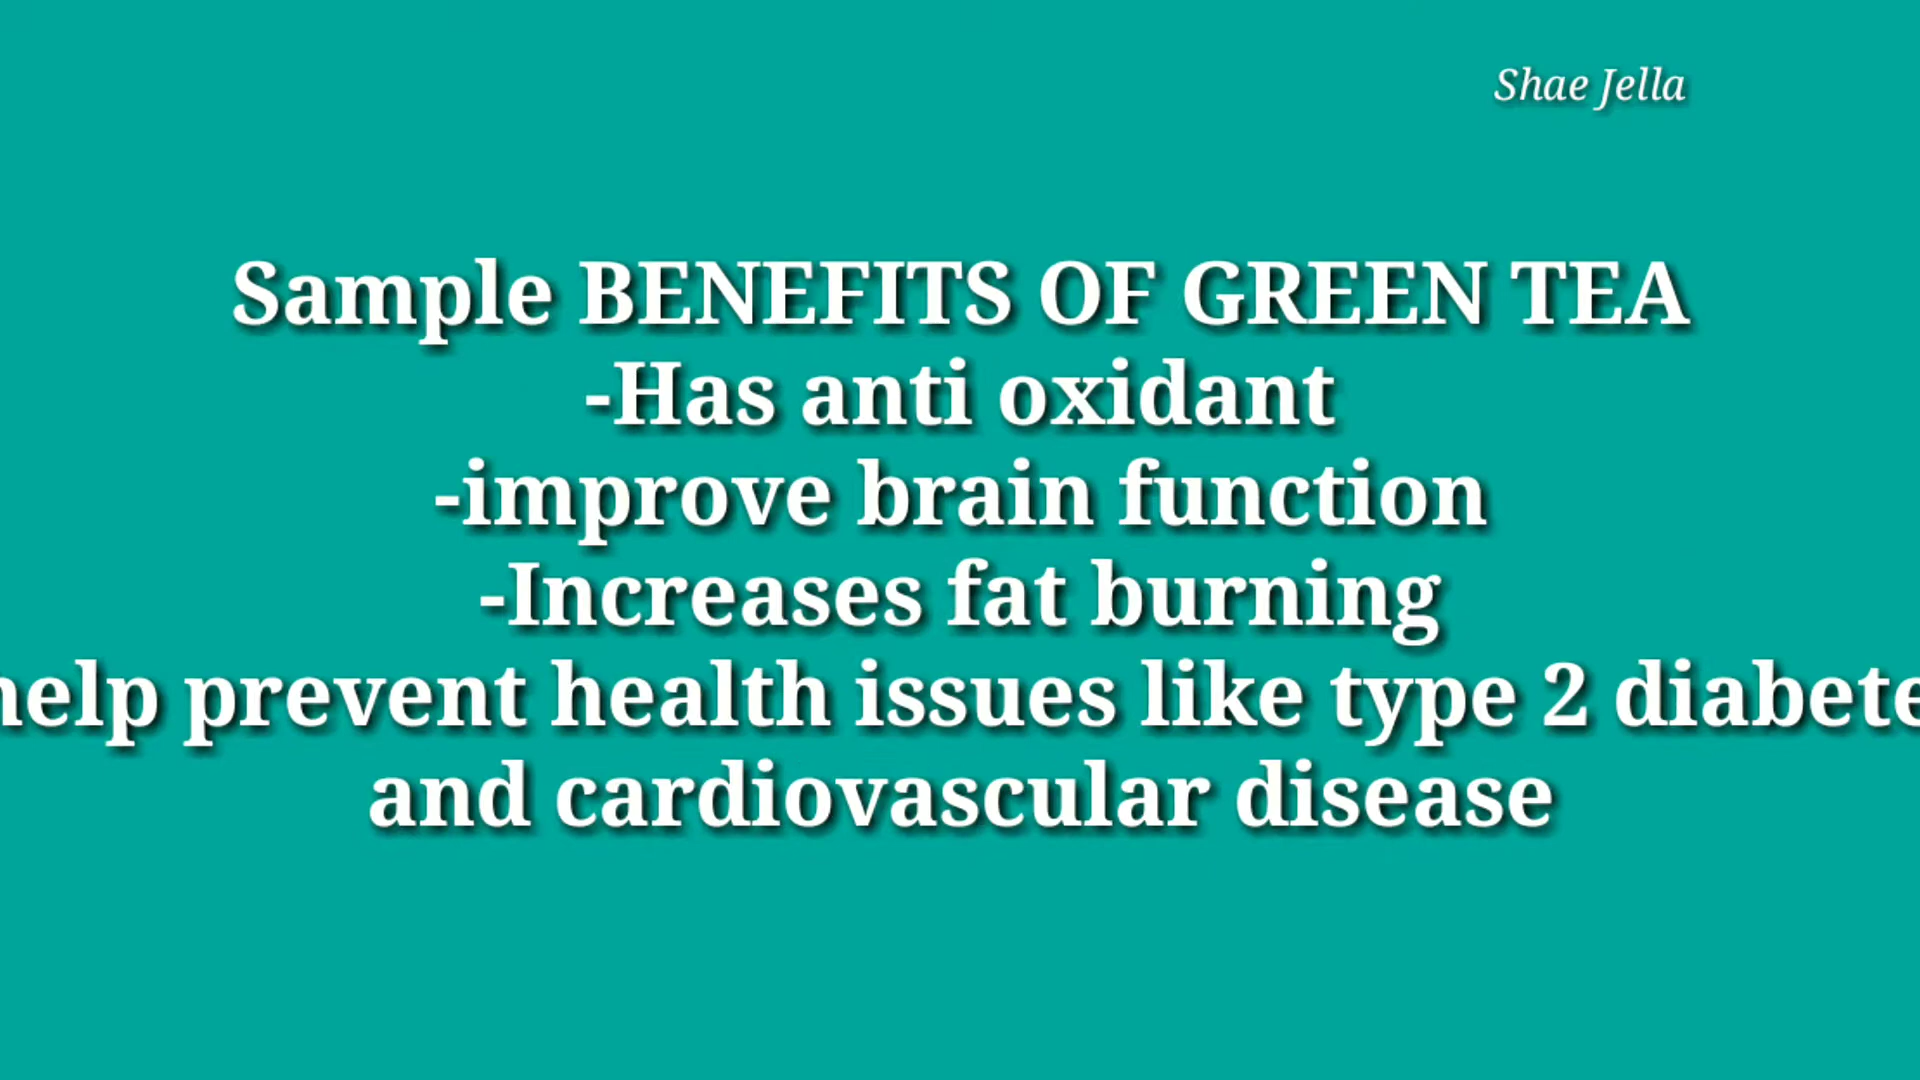 Shae Jella
Sample BENEFITS OF GREEN TEA
-Has anti oxidant
-improve brain function
-Increases fat burning
help prevent health issues like type 2 diabete
and cardiovascular disease